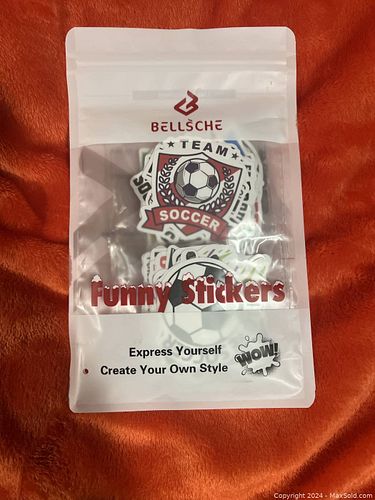 BELLSCHE
TEAM
SOCCER
Funny Stickers
Express Yourself
Create Your Own Style
WOW!
Copyright © 2024 - MaxSold.com